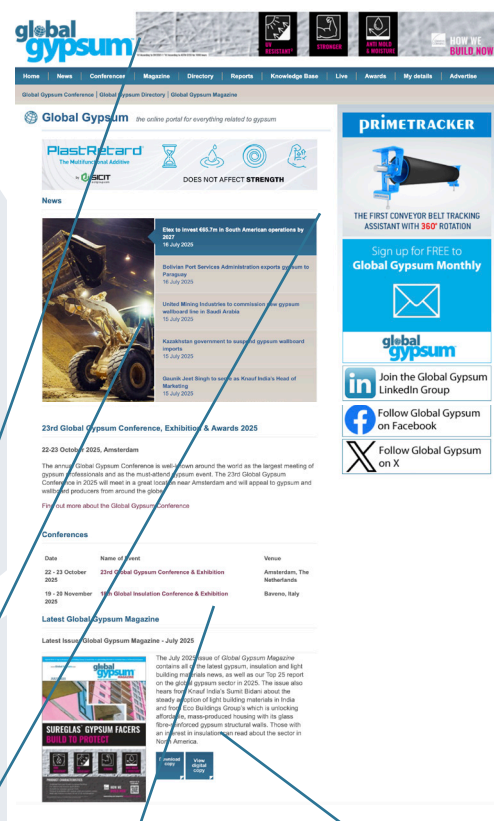 global gypsum
UV RESISTANT*
STRONGER
ANTI MOLD & MOISTURE
HOW WE
BUILD NOW
Home News Conferences Magazine Directory Reports Knowledge Base Live Awards My details Advertise
Global Gypsum Conference | Global Gypsum Directory | Global Gypsum Magazine
Global Gypsum the online portal for everything related to gypsum
PlastRetard
The Multifunctional Additive
by SICIT
DOES NOT AFFECT STRENGTH
News
Etex to invest €65.7m in South American operations by
2027
16 July 2025
Bolivian Port Services Administration exports gypsum to
Paraguay
16 July 2025
United Mining Industries to commission new gypsum
wallboard line in Saudi Arabia
15 July 2025
Kazakhstan government to suspend gypsum wallboard
imports
15 July 2025
Gaunik Jeet Singh to serve as Knauf India's Head of
Marketing
15 July 2025
PRIMETRACKER
THE FIRST CONVEYOR BELT TRACKING
ASSISTANT WITH 360° ROTATION
Sign up for FREE to
Global Gypsum Monthly
global gypsum
Join the Global Gypsum
LinkedIn Group
Follow Global Gypsum
on Facebook
Follow Global Gypsum
on X
23rd Global Gypsum Conference, Exhibition & Awards 2025
22-23 October 2025, Amsterdam
The annual Global Gypsum Conference is well-known around the world as the largest meeting of
gypsum professionals and as the must-attend gypsum event. The 23rd Global Gypsum
Conference in 2025 will meet in a great location near Amsterdam and will appeal to gypsum and
wallboard producers from around the globe.
Find out more about the Global Gypsum Conference
Conferences
Date Name of Event Venue
22 - 23 October 2025 23rd Global Gypsum Conference & Exhibition Amsterdam, The Netherlands
19 - 20 November 2025 Global Insulation Conference & Exhibition Baveno, Italy
Latest Global Gypsum Magazine
Latest Issue: Global Gypsum Magazine - July 2025
The July 2025 issue of Global Gypsum Magazine
contains all of the latest gypsum, insulation and light
building materials news, as well as our Top 25 report
on the global gypsum sector in 2025. The issue also
hears from Knauf India's Sumit Bidani about the
steady adoption of light building materials in India
and from Eco Buildings Group's which is unlocking
affordable, mass-produced housing with its glass
fibre-reinforced gypsum structural walls. Those with
an interest in insulation can read about the sector in
North America.
global gypsum
SUREGLAS® GYPSUM FACERS
BUILD TO PROTECT
Download copy
View digital copy